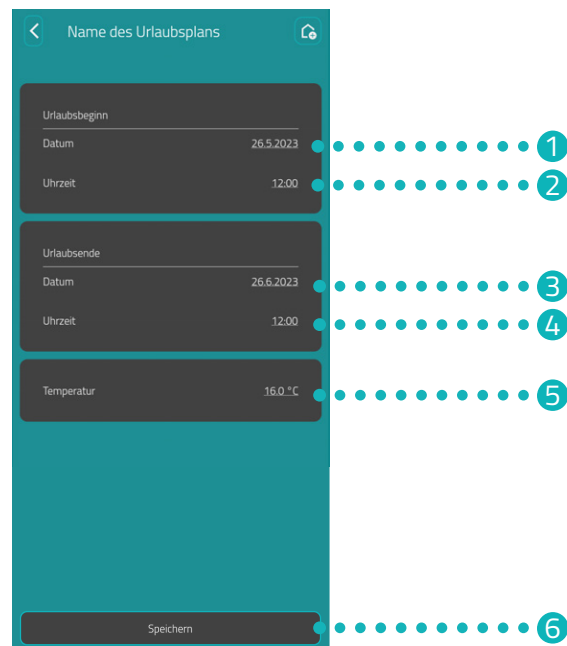 Name des Urlaubsplans
Urlaubsbeginn
Datum 26.5.2023 1
Uhrzeit 12:00 2
Urlaubsende
Datum 26.6.2023 3
Uhrzeit 12:00 4
Temperatur 16.0 °C 5
Speichern 6